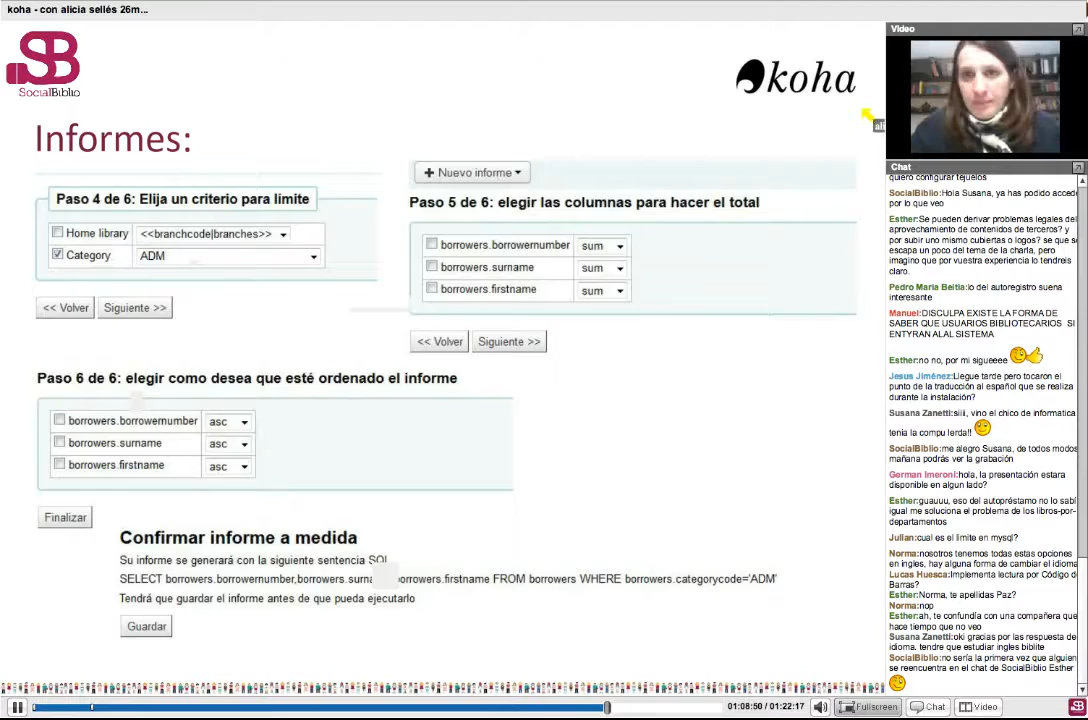 koha - con alicia sellés 26m...
SB
SocialBiblio
koha
Informes:
Paso 4 de 6: Elija un criterio para límite
Home library <<branchcode|branches>>
Category ADM
<< Volver Siguiente >>
Nuevo informe
Paso 5 de 6: elegir las columnas para hacer el total
borrowers.borrowernumber sum
borrowers.surname sum
borrowers.firstname sum
<< Volver Siguiente >>
Paso 6 de 6: elegir como desea que esté ordenado el informe
borrowers.borrowernumber asc
borrowers.surname asc
borrowers.firstname asc
Finalizar
Confirmar informe a medida
Su informe se generará con la siguiente sentencia SQL
SELECT borrowers.borrowernumber,borrowers.surna borrowers.firstname FROM borrowers WHERE borrowers.categorycode='ADM'
Tendrá que guardar el informe antes de que pueda ejecutarlo
Guardar
Video
ali
Chat
quiero configurar tejuelos
SocialBiblio:Hola Susana, ya has podido accede
por lo que veo
Esther:Se pueden derivar problemas legales del
aprovechamiento de contenidos de terceros? y
por subir uno mismo cubiertas o logos? se que s
escapa un poco del tema de la charla, pero
imagino que por vuestra experiencia lo tendreis
claro.
Pedro Maria Beitia:lo del autoregistro suena
interestante
Manuel:DISCULPA EXISTE LA FORMA DE
SABER QUE USUARIOS BIBLIOTECARIOS SI
ENTYRAN ALAL SISTEMA
Esther:no no, por mi sigueeee
Jesus Jiménez:Llegue tarde pero tocaron el
punto de la traducción al español que se realiza
durante la instalación?
Susana Zanetti:siii, vino el chico de informatica
tenia la compu lerda!!
SocialBiblio:me alegro Susana, de todos modos
mañana podrás ver la grabación
German Imeroni:hola, la presentación estara
disponible en algun lado?
Esther:guauuu, eso del autopréstamo no lo sabí
igual me soluciona el problema de los libros-por-
departamentos
Julian:cual es el limite en mysql?
Norma:nosotros tenemos todas estas opciones
en ingles, hay alguna forma de cambiar el idioma
Lucas Huesca:Implementa lectura por Código d
Barras?
Esther:Norma, te apellidas Paz?
Norma:nop
Esther:ah, te confundía con una compañera que
hace tiempo que no veo
Susana Zanetti:oki gracias por las respuesta de
idioma. tendre que estudiar ingles biblite
SocialBiblio:no sería la primera vez que alguien
se reencuentra en el chat de SocialBiblio Esther
01:08:50 / 01:22:17
Fullscreen
Chat
Video
SB